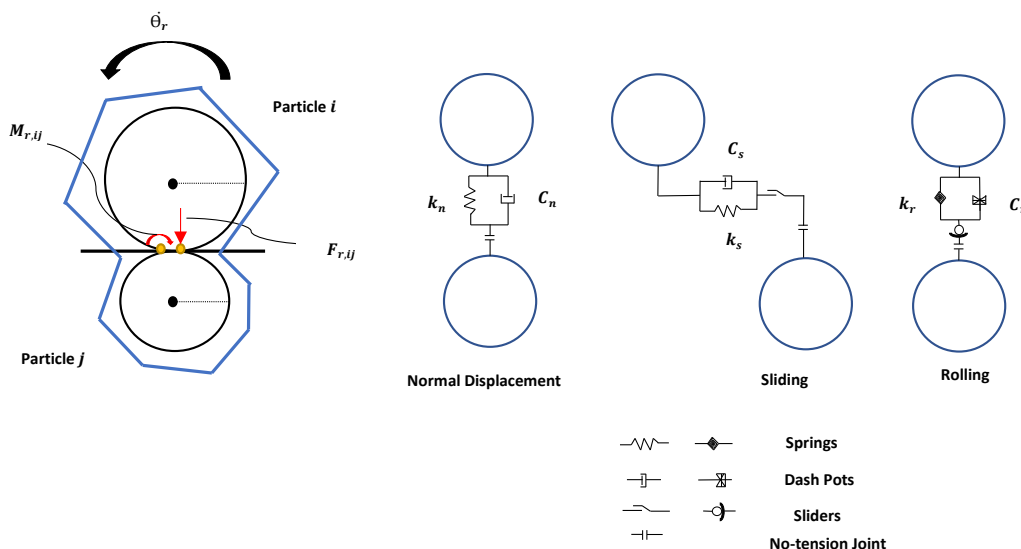 θ̇r
Particle i
Mr,ij
Fr,ij
Particle j
kn
Cn
Normal Displacement
Cs
ks
Sliding
kr
C
Rolling
Springs
Dash Pots
Sliders
No-tension Joint